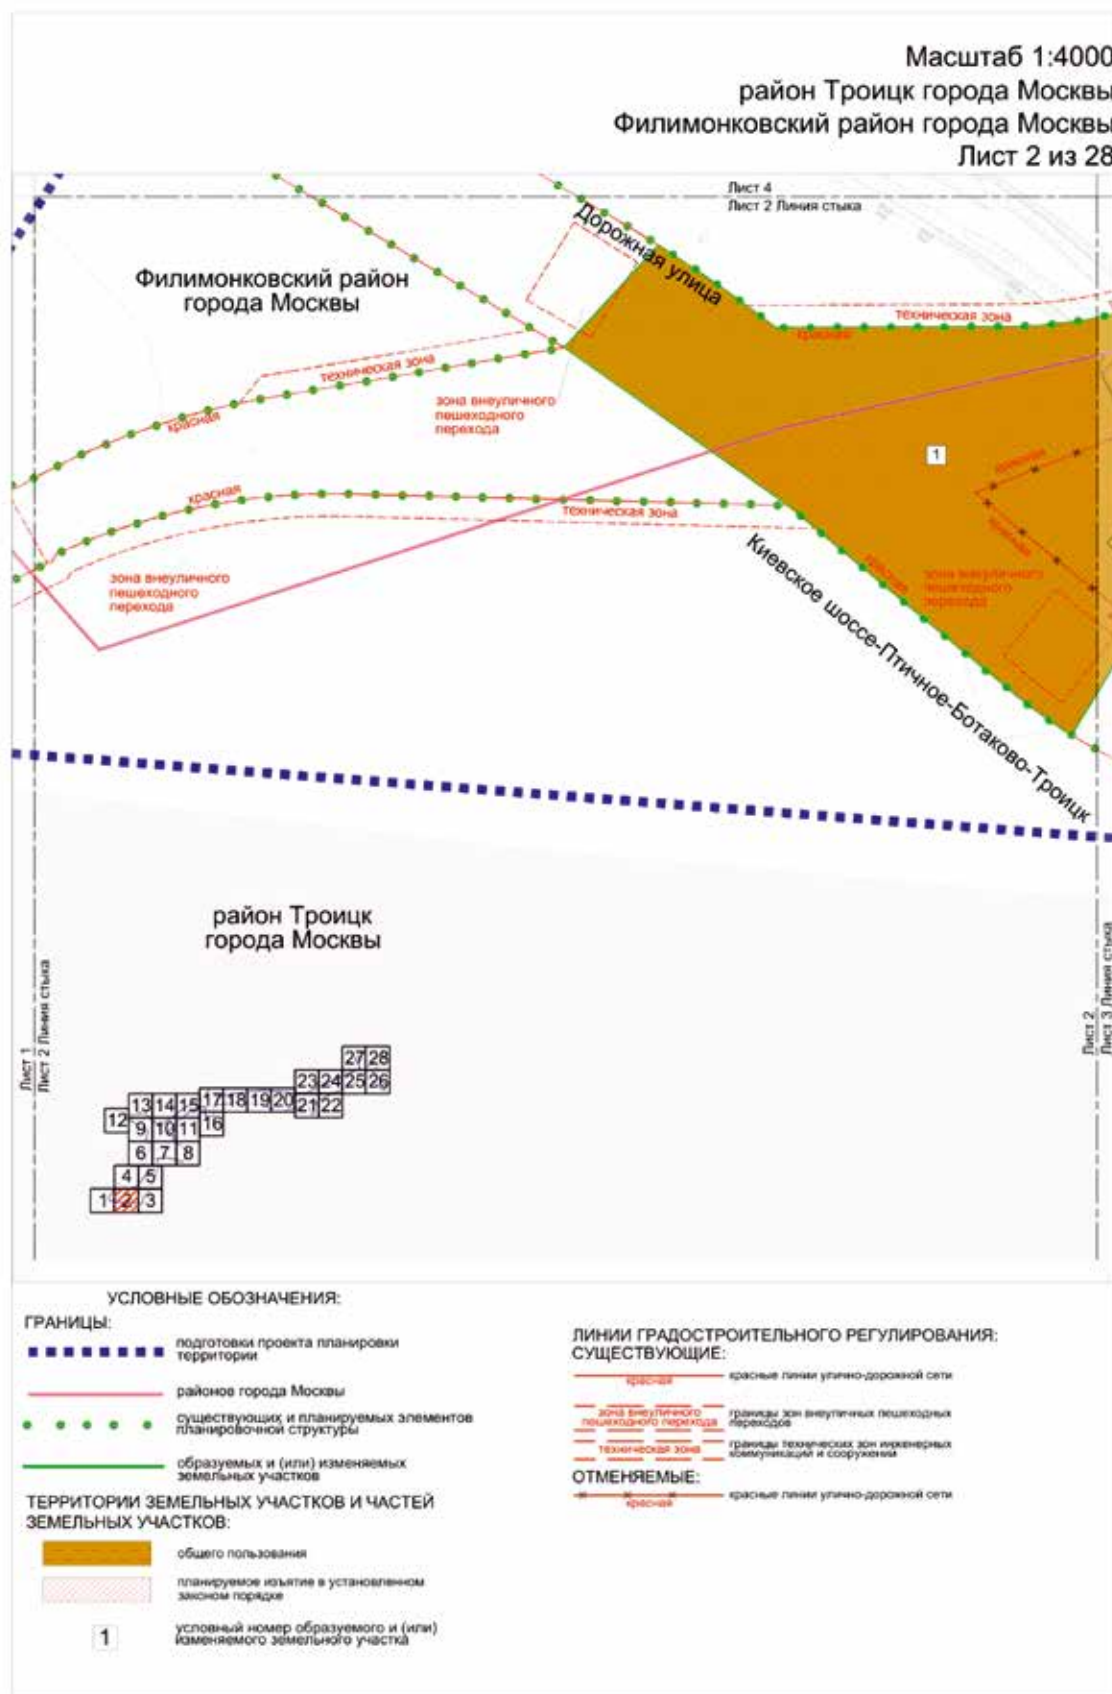 Масштаб 1:4000
район Троицк города Москвы
Филимонковский район города Москвы
Лист 2 из 28
Лист 4
Лист 2 Линия стыка
Дорожная улица
Филимонковский район
города Москвы
техническая зона
красная
техническая зона
зона внеуличного
пешеходного
перехода
красная
1
красная
красная
красная
техническая зона
Киевское шоссе-Птичное-Ботаково-Троицк
красная
зона внеуличного
пешеходного
перехода
зона внеуличного
пешеходного
перехода
район Троицк
города Москвы
Лист 1
Лист 2 Линия стыка
Лист 2
Лист 3 Линия стыка
27 28
23 24 25 26
13 14 15 17 18 19 20 21 22
12 9 10 11 16
6 7 8
4 5
1 2 3
УСЛОВНЫЕ ОБОЗНАЧЕНИЯ:
ГРАНИЦЫ:
подготовки проекта планировки
территории
районов города Москвы
существующих и планируемых элементов
планировочной структуры
образуемых и (или) изменяемых
земельных участков
ТЕРРИТОРИИ ЗЕМЕЛЬНЫХ УЧАСТКОВ И ЧАСТЕЙ
ЗЕМЕЛЬНЫХ УЧАСТКОВ:
общего пользования
планируемое изъятие в установленном
законом порядке
1
условный номер образуемого и (или)
изменяемого земельного участка
ЛИНИИ ГРАДОСТРОИТЕЛЬНОГО РЕГУЛИРОВАНИЯ:
СУЩЕСТВУЮЩИЕ:
красная
красные линии улично-дорожной сети
зона внеуличного
пешеходного перехода
границы зон внеуличных пешеходных
переходов
техническая зона
границы технических зон инженерных
коммуникаций и сооружений
ОТМЕНЯЕМЫЕ:
красная
красные линии улично-дорожной сети